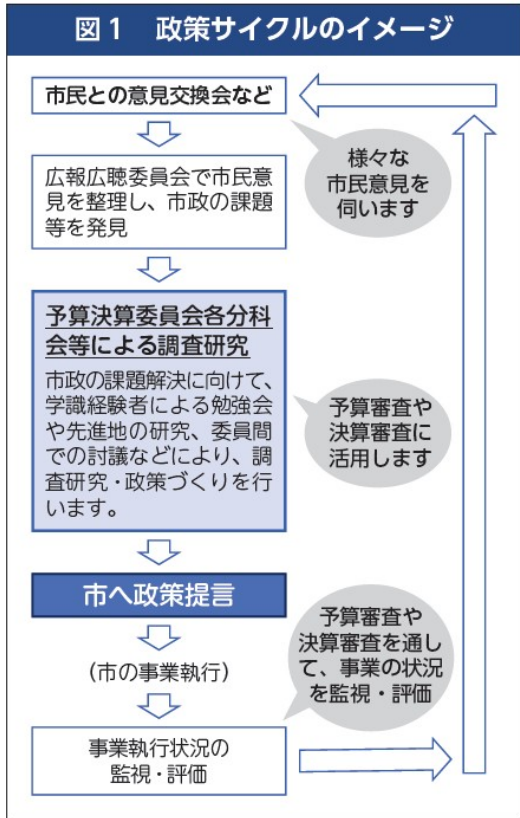 図1　政策サイクルのイメージ
市民との意見交換会など
様々な
市民意見を
伺います
広報広聴委員会で市民意
見を整理し、市政の課題
等を発見
予算決算委員会各分科
会等による調査研究
市政の課題解決に向けて、
学識経験者による勉強会
や先進地の研究、委員間
での討議などにより、調
査研究・政策づくりを行
います。
予算審査や
決算審査に
活用します
市へ政策提言
(市の事業執行)
予算審査や
決算審査を通し
て、事業の状況
を監視・評価
事業執行状況の
監視・評価